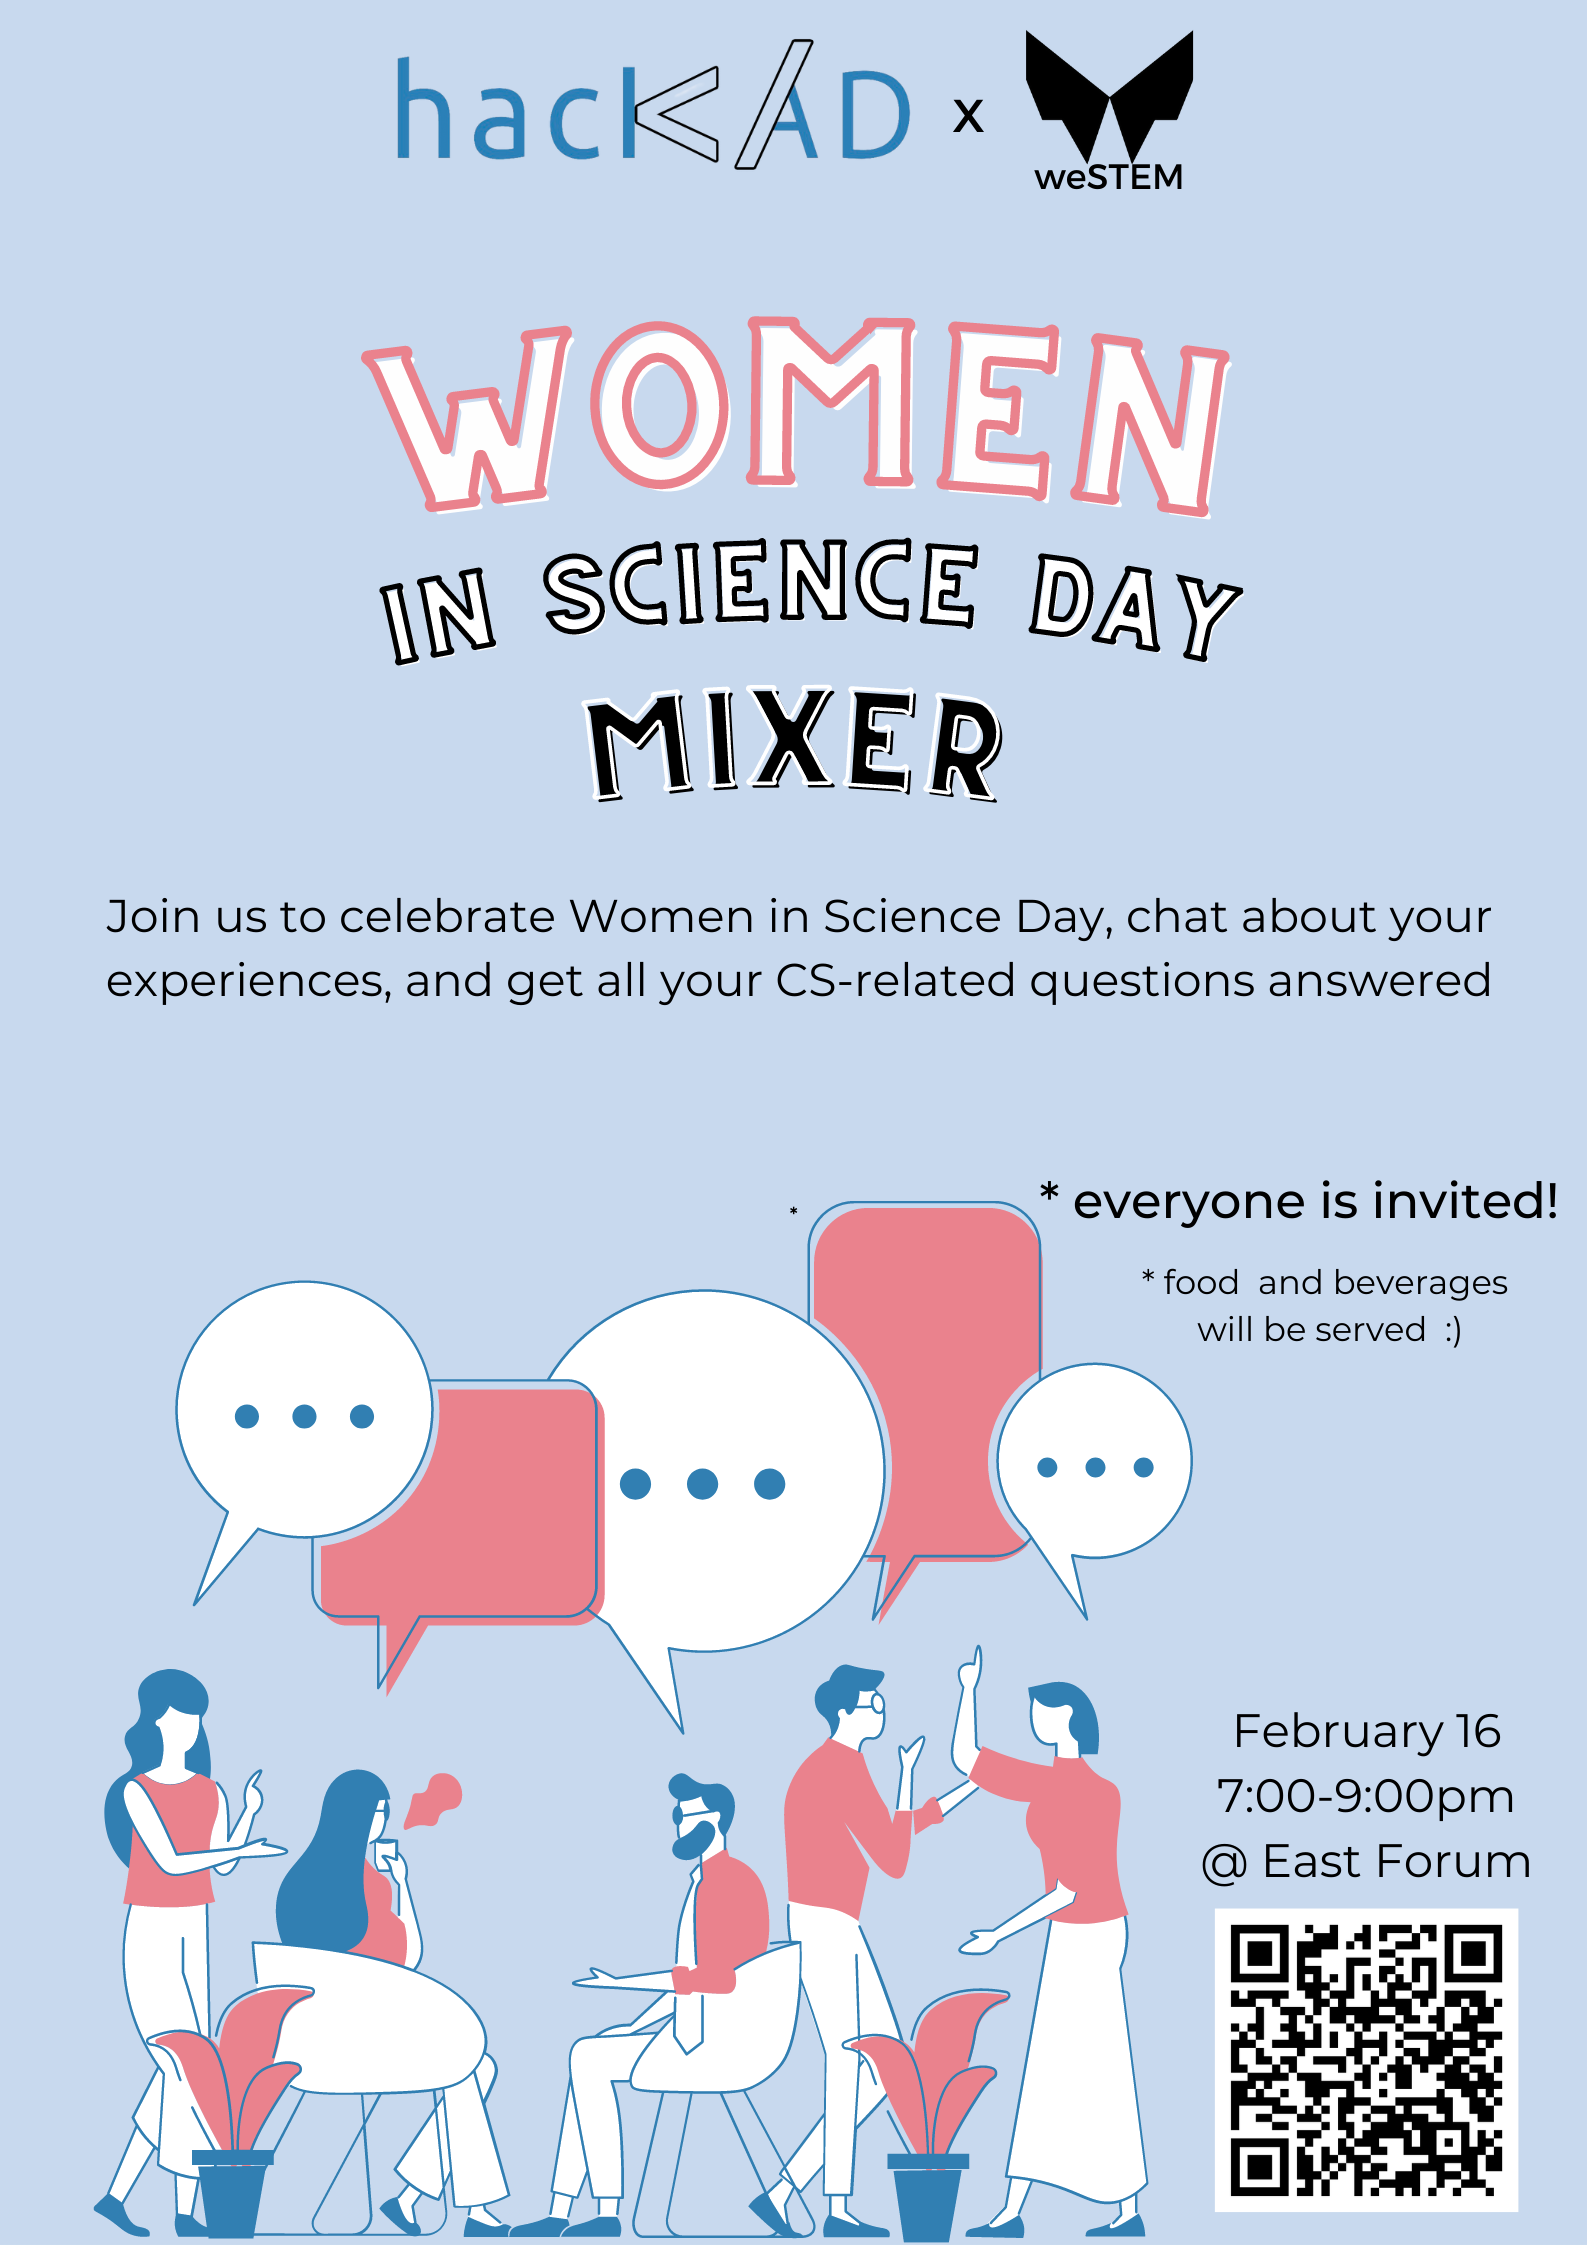 hack/AD x
weSTEM
WOMEN
IN SCIENCE DAY
MIXER
Join us to celebrate Women in Science Day, chat about your
experiences, and get all your CS-related questions answered
* everyone is invited!
*
* food and beverages
will be served :)
February 16
7:00-9:00pm
@ East Forum